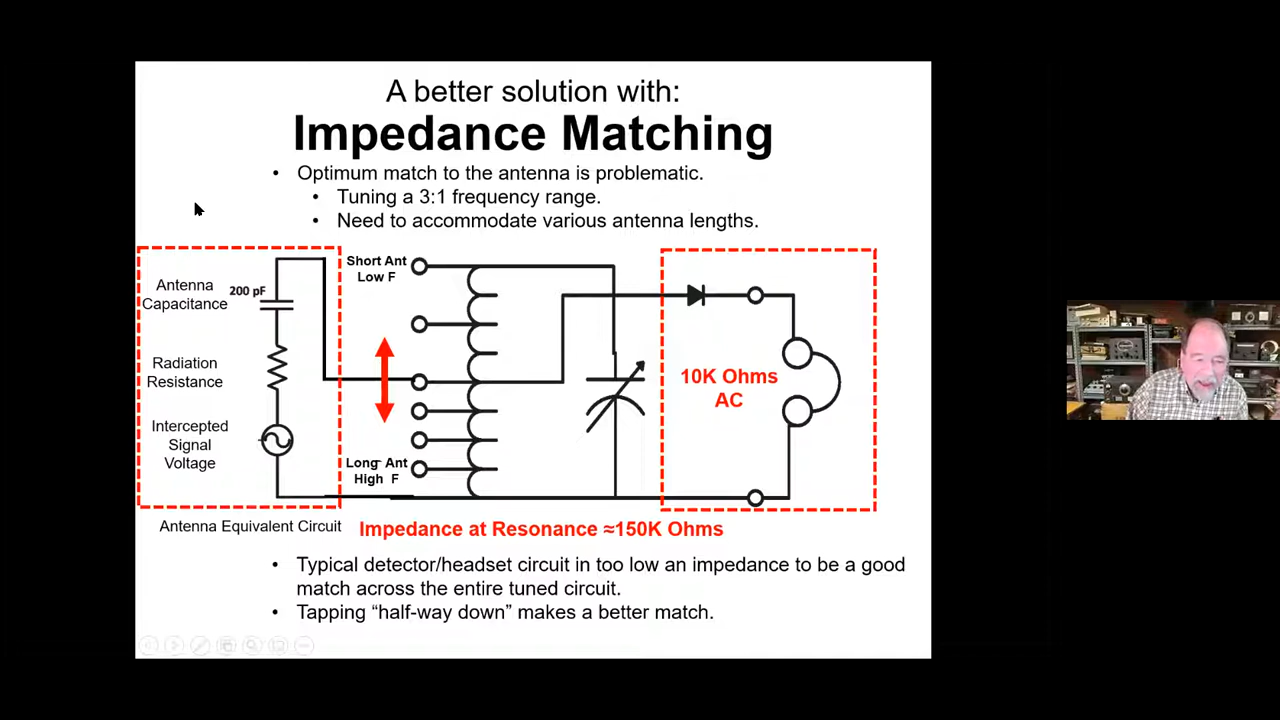 A better solution with:
Impedance Matching
• Optimum match to the antenna is problematic.
• Tuning a 3:1 frequency range.
• Need to accommodate various antenna lengths.
Antenna
Capacitance
200 pF
Radiation
Resistance
Intercepted
Signal
Voltage
Short Ant
Low F
Long Ant
High F
10K Ohms
AC
Antenna Equivalent Circuit
Impedance at Resonance ≈150K Ohms
• Typical detector/headset circuit in too low an impedance to be a good
match across the entire tuned circuit.
• Tapping “half-way down” makes a better match.